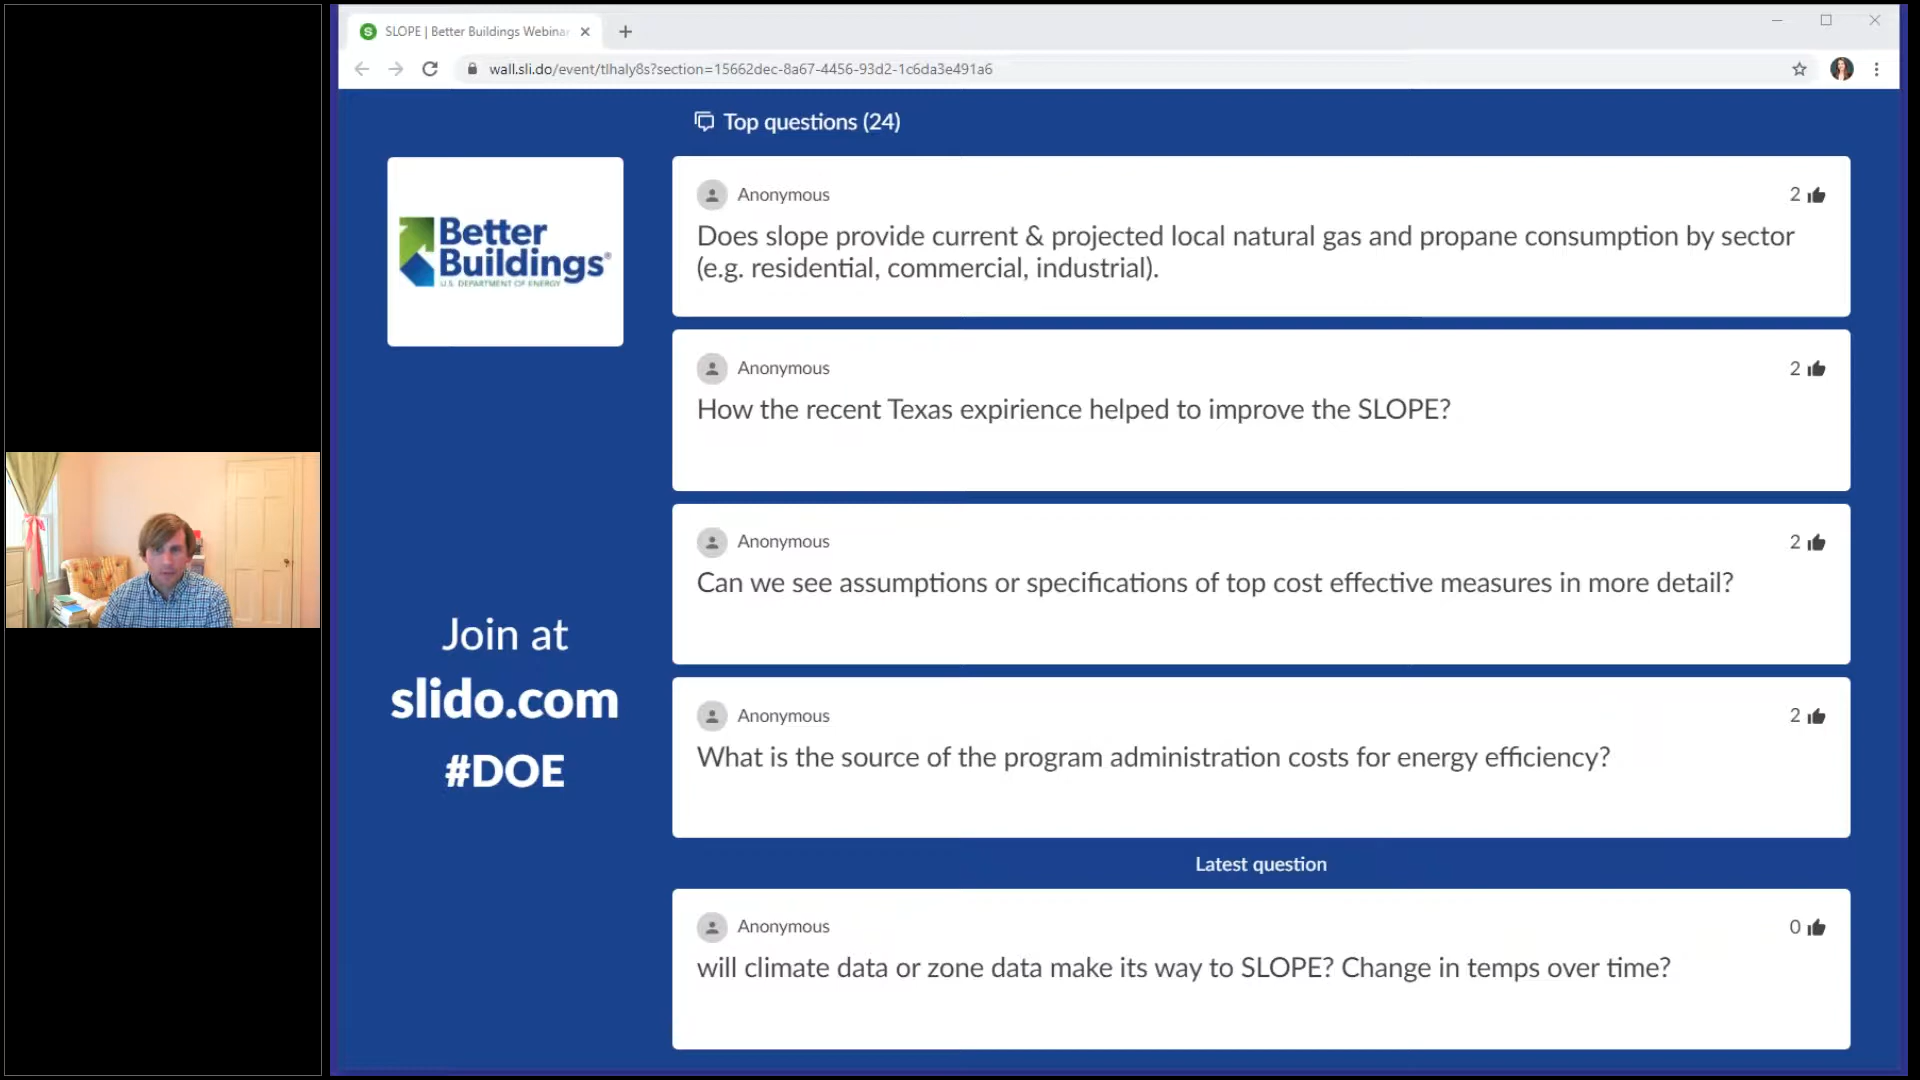 SLOPE | Better Buildings Webinar
wall.sli.do/event/tlhaly8s?section=15662dec-8a67-4456-93d2-1c6da3e491a6
Top questions (24)
Better
Buildings®
U.S. DEPARTMENT OF ENERGY
Join at
slido.com
#DOE
Anonymous
2
Does slope provide current & projected local natural gas and propane consumption by sector
(e.g. residential, commercial, industrial).
Anonymous
2
How the recent Texas expirience helped to improve the SLOPE?
Anonymous
2
Can we see assumptions or specifications of top cost effective measures in more detail?
Anonymous
2
What is the source of the program administration costs for energy efficiency?
Latest question
Anonymous
0
will climate data or zone data make its way to SLOPE? Change in temps over time?